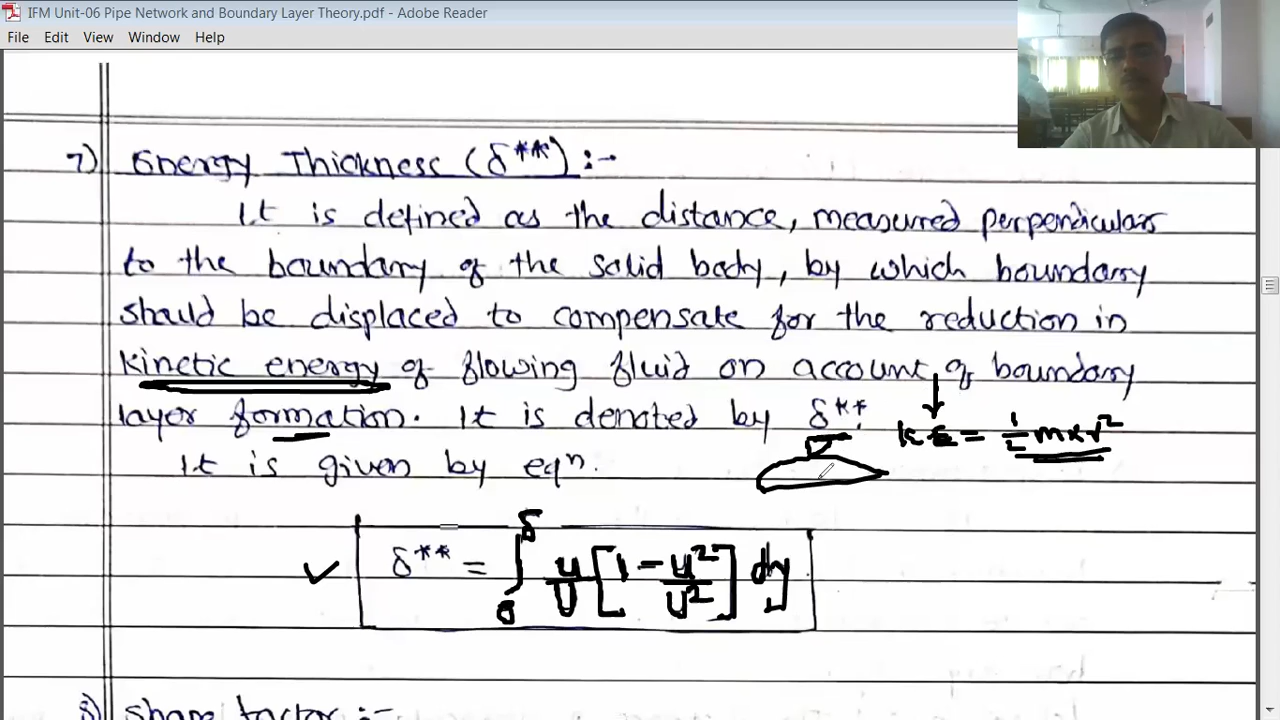 IFM Unit-06 Pipe Network and Boundary Layer Theory.pdf - Adobe Reader
File Edit View Window Help
7) Energy Thickness (δ**) :-
It is defined as the distance, measured perpendicular
to the boundary of the solid body, by which boundary
should be displaced to compensate for the reduction in
kinetic energy of flowing fluid on account of boundary
layer formation. It is denoted by δ**.
KE = 1/2 m x v²
It is given by eqⁿ.
δ** = ∫₀^δ u/U [1 - u²/U²] dy
8) Shape factor :-